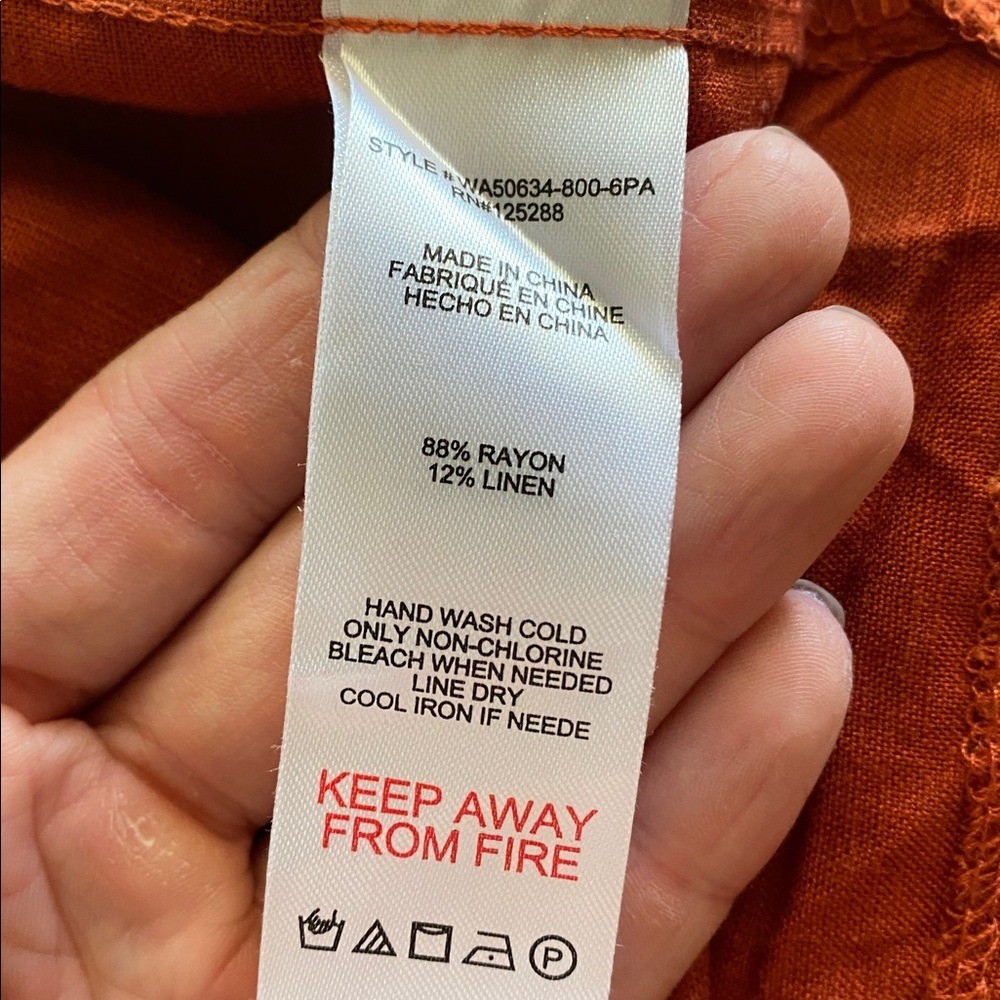 STYLE #WA50634-800-6PA
RN#125288
MADE IN CHINA
FABRIQUÉ EN CHINE
HECHO EN CHINA
88% RAYON
12% LINEN
HAND WASH COLD
ONLY NON-CHLORINE
BLEACH WHEN NEEDED
LINE DRY
COOL IRON IF NEEDE
KEEP AWAY
FROM FIRE
P